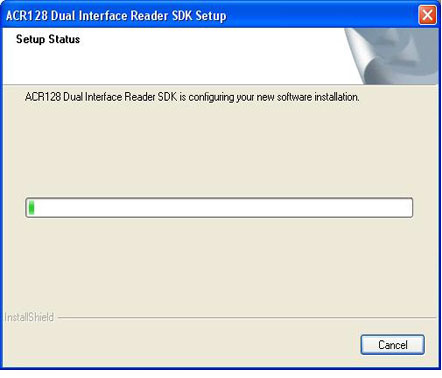 ACR128 Dual Interface Reader SDK Setup
Setup Status
ACR128 Dual Interface Reader SDK is configuring your new software installation.
InstallShield
Cancel